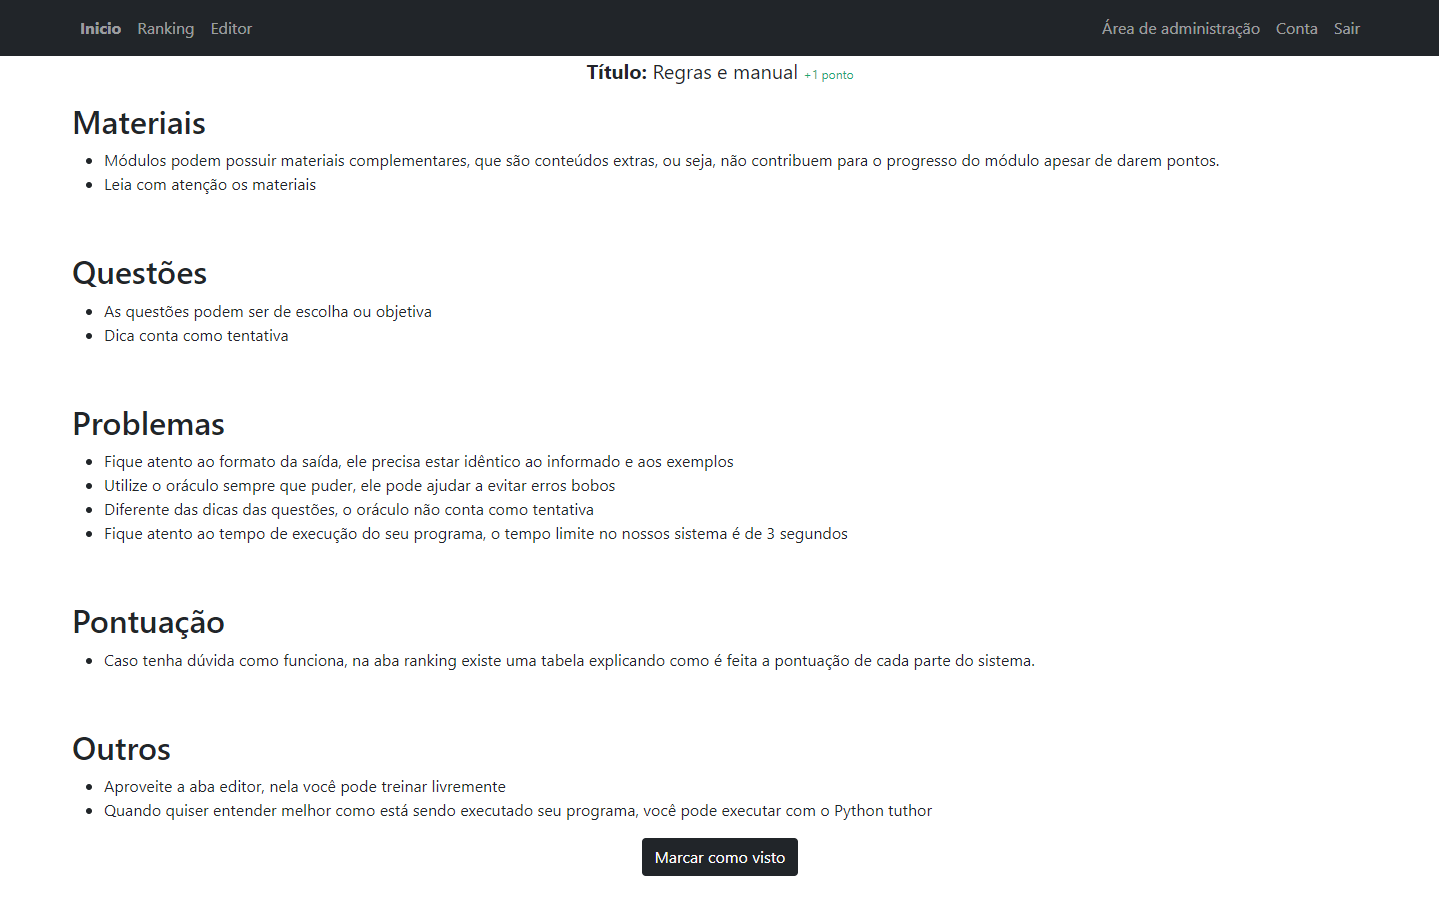 Inicio Ranking Editor Área de administração Conta Sair
Título: Regras e manual +1 ponto
Materiais
Módulos podem possuir materiais complementares, que são conteúdos extras, ou seja, não contribuem para o progresso do módulo apesar de darem pontos.
Leia com atenção os materiais
Questões
As questões podem ser de escolha ou objetiva
Dica conta como tentativa
Problemas
Fique atento ao formato da saída, ele precisa estar idêntico ao informado e aos exemplos
Utilize o oráculo sempre que puder, ele pode ajudar a evitar erros bobos
Diferente das dicas das questões, o oráculo não conta como tentativa
Fique atento ao tempo de execução do seu programa, o tempo limite no nossos sistema é de 3 segundos
Pontuação
Caso tenha dúvida como funciona, na aba ranking existe uma tabela explicando como é feita a pontuação de cada parte do sistema.
Outros
Aproveite a aba editor, nela você pode treinar livremente
Quando quiser entender melhor como está sendo executado seu programa, você pode executar com o Python tuthor
Marcar como visto